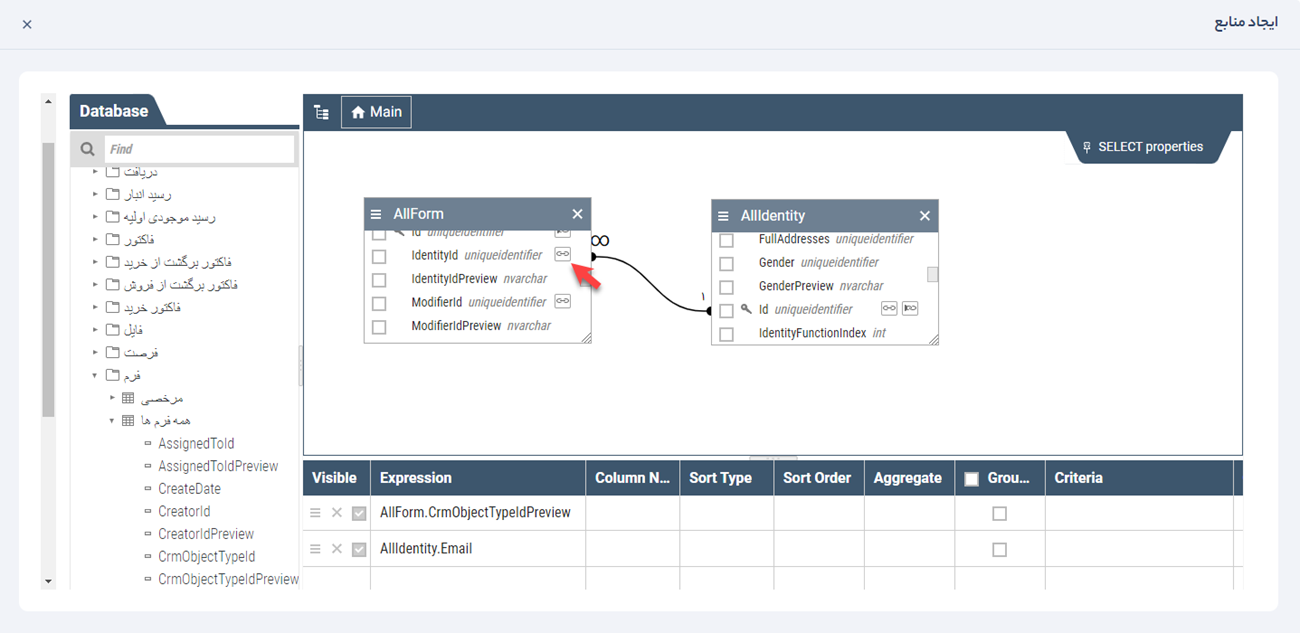 ایجاد منابع
Database
Find
دریافت
رسید انبار
رسید موجودی اولیه
فاکتور
فاکتور برگشت از خرید
فاکتور برگشت از فروش
فاکتور خرید
فایل
فرصت
فرم
مرخصی
همه فرم ها
AssignedToId
AssignedToIdPreview
CreateDate
CreatorId
CreatorIdPreview
CrmObjectTypeId
CrmObjectTypeIdPreview
Main
SELECT properties
AllForm
Id uniqueidentifier
IdentityId uniqueidentifier
IdentityIdPreview nvarchar
ModifierId uniqueidentifier
ModifierIdPreview nvarchar
∞
١
AllIdentity
FullAddresses uniqueidentifier
Gender uniqueidentifier
GenderPreview nvarchar
Id uniqueidentifier
IdentityFunctionIndex int
Visible Expression Column N... Sort Type Sort Order Aggregate Grou... Criteria
AllForm.CrmObjectTypeIdPreview
AllIdentity.Email